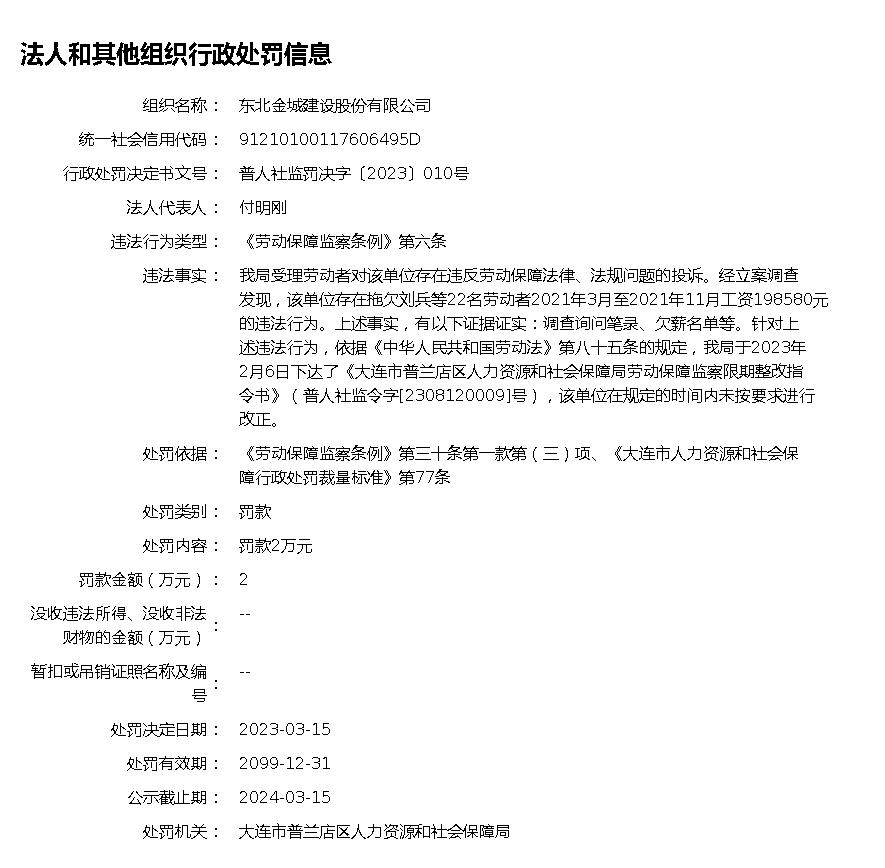 法人和其他组织行政处罚信息
组织名称： 东北金城建设股份有限公司
统一社会信用代码： 91210100117606495D
行政处罚决定书文号： 普人社监罚决字〔2023〕010号
法人代表人： 付明刚
违法行为类型： 《劳动保障监察条例》第六条
违法事实： 我局受理劳动者对该单位存在违反劳动保障法律、法规问题的投诉。经立案调查
发现，该单位存在拖欠刘兵等22名劳动者2021年3月至2021年11月工资198580元
的违法行为。上述事实，有以下证据证实：调查询问笔录、欠薪名单等。针对上
述违法行为，依据《中华人民共和国劳动法》第八十五条的规定，我局于2023年
2月6日下达了《大连市普兰店区人力资源和社会保障局劳动保障监察限期整改指
令书》（普人社监令字[2308120009]号），该单位在规定的时间内未按要求进行
改正。
处罚依据： 《劳动保障监察条例》第三十条第一款第（三）项、《大连市人力资源和社会保
障行政处罚裁量标准》第77条
处罚类别： 罚款
处罚内容： 罚款2万元
罚款金额（万元）： 2
没收违法所得、没收非法
财物的金额（万元）： --
暂扣或吊销证照名称及编
号： --
处罚决定日期： 2023-03-15
处罚有效期： 2099-12-31
公示截止期： 2024-03-15
处罚机关： 大连市普兰店区人力资源和社会保障局